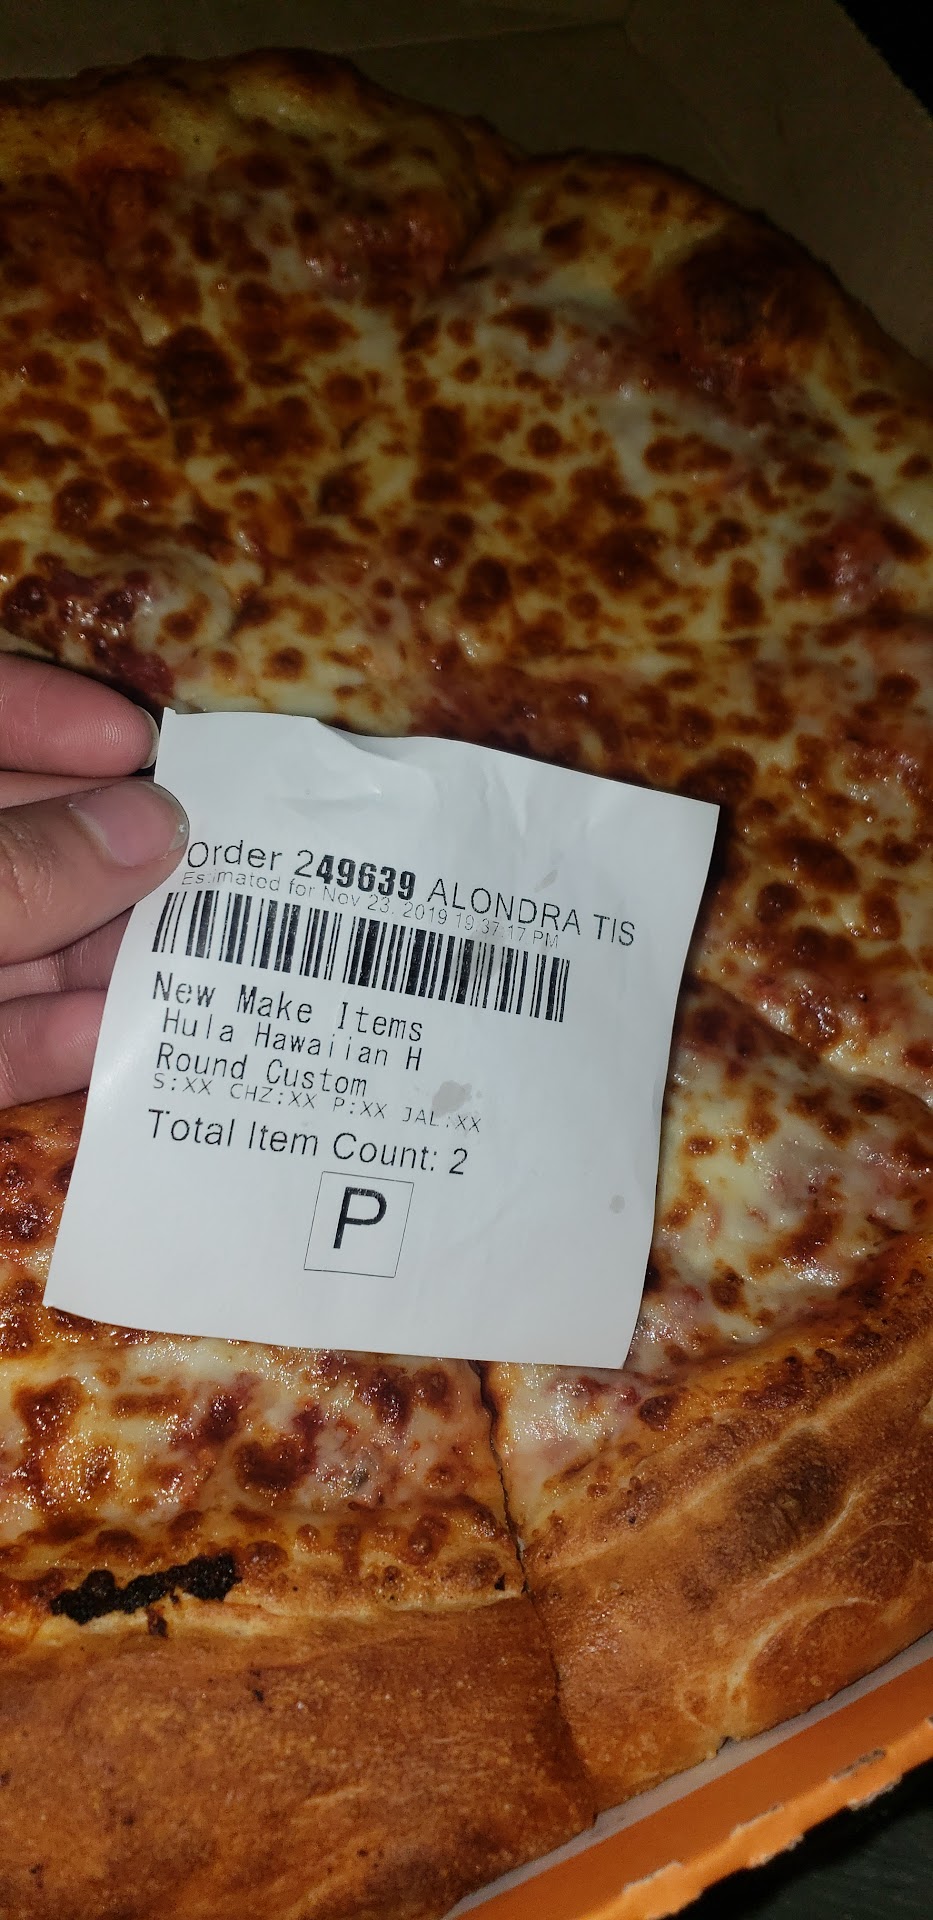 Order 249639 ALONDRA TIS
Estimated for Nov 23, 2019 19:37:17 PM
New Make Items
Hula Hawaiian H
Round Custom
S:XX CHZ:XX P:XX JAL:XX
Total Item Count: 2
P